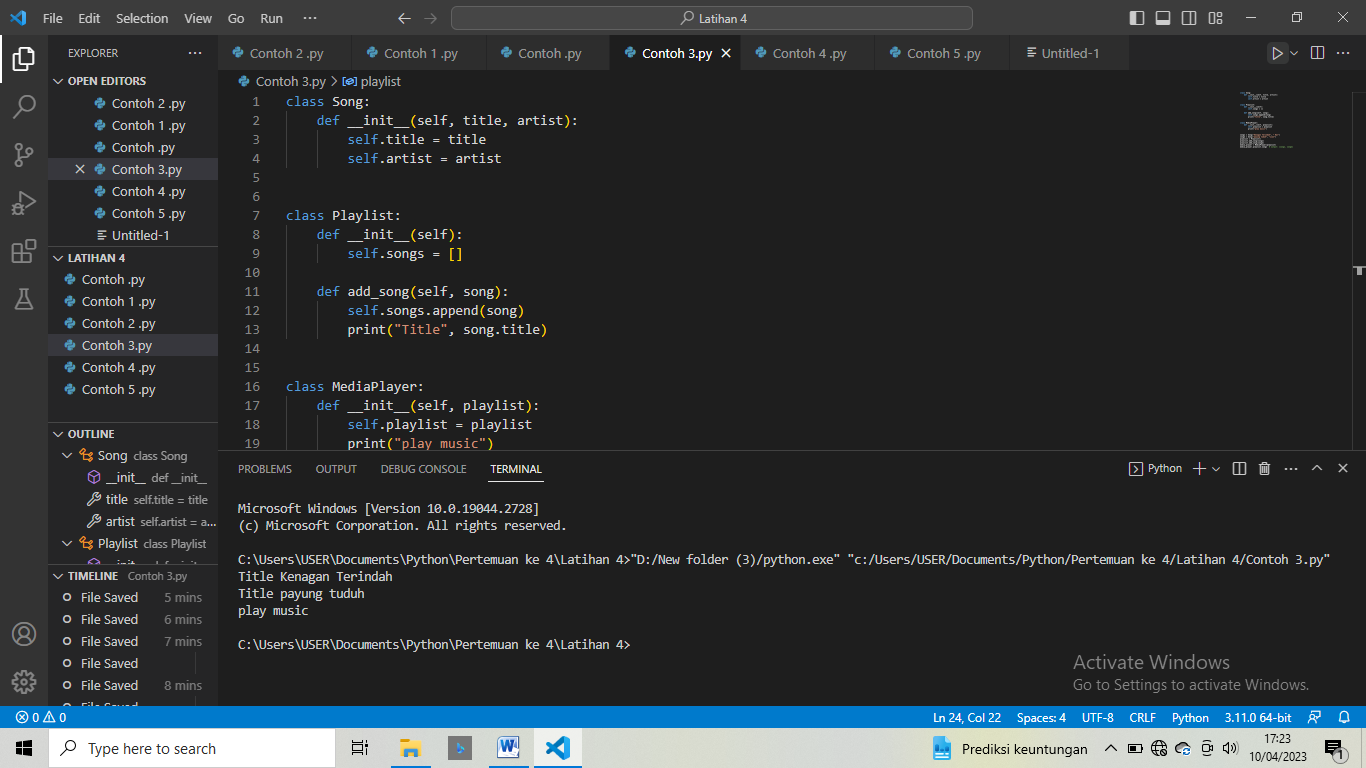 File Edit Selection View Go Run ··· Latihan 4
EXPLORER ···
OPEN EDITORS
Contoh 2 .py
Contoh 1 .py
Contoh .py
Contoh 3.py
Contoh 4 .py
Contoh 5 .py
Untitled-1
LATIHAN 4
Contoh .py
Contoh 1 .py
Contoh 2 .py
Contoh 3.py
Contoh 4 .py
Contoh 5 .py
OUTLINE
Song class Song
__init__ def __init__
title self.title = title
artist self.artist = a...
Playlist class Playlist
TIMELINE Contoh 3.py
File Saved 5 mins
File Saved 6 mins
File Saved 7 mins
File Saved
File Saved 8 mins
Contoh 2 .py Contoh 1 .py Contoh .py Contoh 3.py Contoh 4 .py Contoh 5 .py Untitled-1
Contoh 3.py > playlist
1 class Song:
2 def __init__(self, title, artist):
3 self.title = title
4 self.artist = artist
5
6
7 class Playlist:
8 def __init__(self):
9 self.songs = []
10
11 def add_song(self, song):
12 self.songs.append(song)
13 print("Title", song.title)
14
15
16 class MediaPlayer:
17 def __init__(self, playlist):
18 self.playlist = playlist
19 print("play music")
PROBLEMS OUTPUT DEBUG CONSOLE TERMINAL Python
Microsoft Windows [Version 10.0.19044.2728]
(c) Microsoft Corporation. All rights reserved.
C:\Users\USER\Documents\Python\Pertemuan ke 4\Latihan 4>"D:/New folder (3)/python.exe" "c:/Users/USER/Documents/Python/Pertemuan ke 4/Latihan 4/Contoh 3.py"
Title Kenagan Terindah
Title payung tuduh
play music
C:\Users\USER\Documents\Python\Pertemuan ke 4\Latihan 4>
Activate Windows
Go to Settings to activate Windows.
0 0 Ln 24, Col 22 Spaces: 4 UTF-8 CRLF Python 3.11.0 64-bit
Type here to search Prediksi keuntungan 17:23
10/04/2023 1